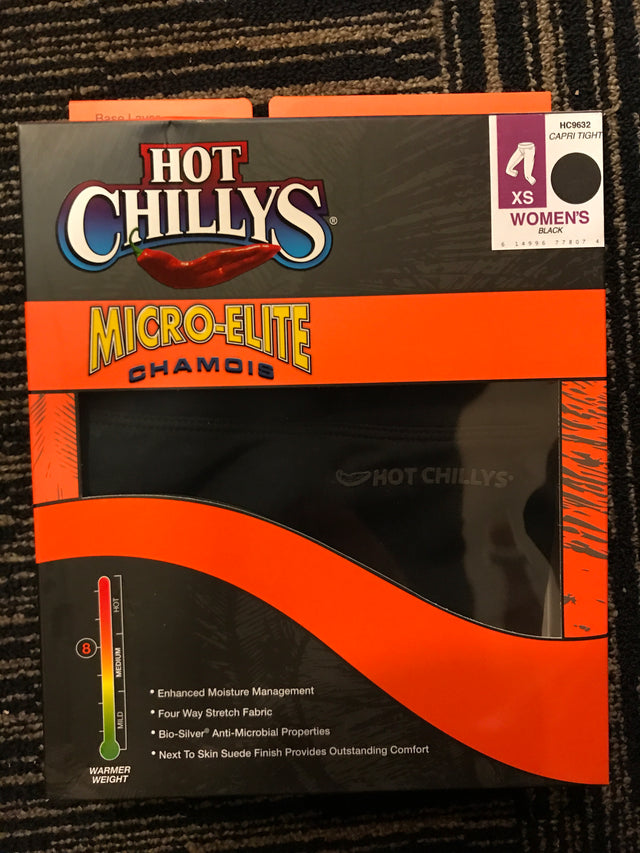 Base Layer
HC9632
CAPRI TIGHT
XS
WOMEN'S
BLACK
6 14996 77807 4
HOT
CHILLYS®
MICRO-ELITE
CHAMOIS
HOT CHILLYS
HOT
8
MEDIUM
MILD
WARMER
WEIGHT
• Enhanced Moisture Management
• Four Way Stretch Fabric
• Bio-Silver® Anti-Microbial Properties
• Next To Skin Suede Finish Provides Outstanding Comfort